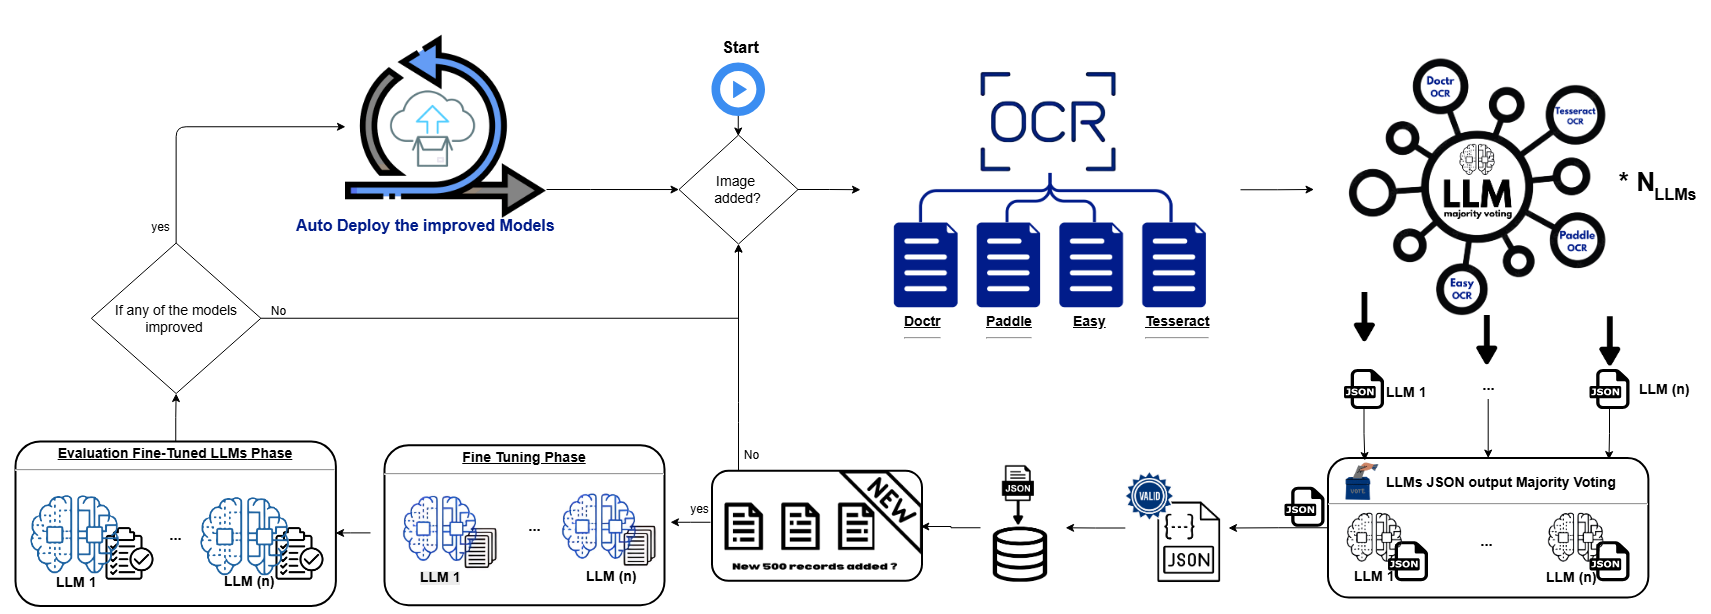 Start
Image
added?
Auto Deploy the improved Models
yes
If any of the models
improved
No
OCR
Doctr
Paddle
Easy
Tesseract
Doctr
OCR
Tesseract
OCR
LLM
majority voting
Paddle
OCR
Easy
OCR
* NLLMs
JSON
LLM 1
...
JSON
LLM (n)
LLMs JSON output Majority Voting
JSON
LLM 1
JSON
...
LLM (n)
JSON
JSON
VALID
{...}
JSON
JSON
No
NEW
New 500 records added ?
yes
Fine Tuning Phase
...
LLM 1
LLM (n)
Evaluation Fine-Tuned LLMs Phase
...
LLM 1
LLM (n)